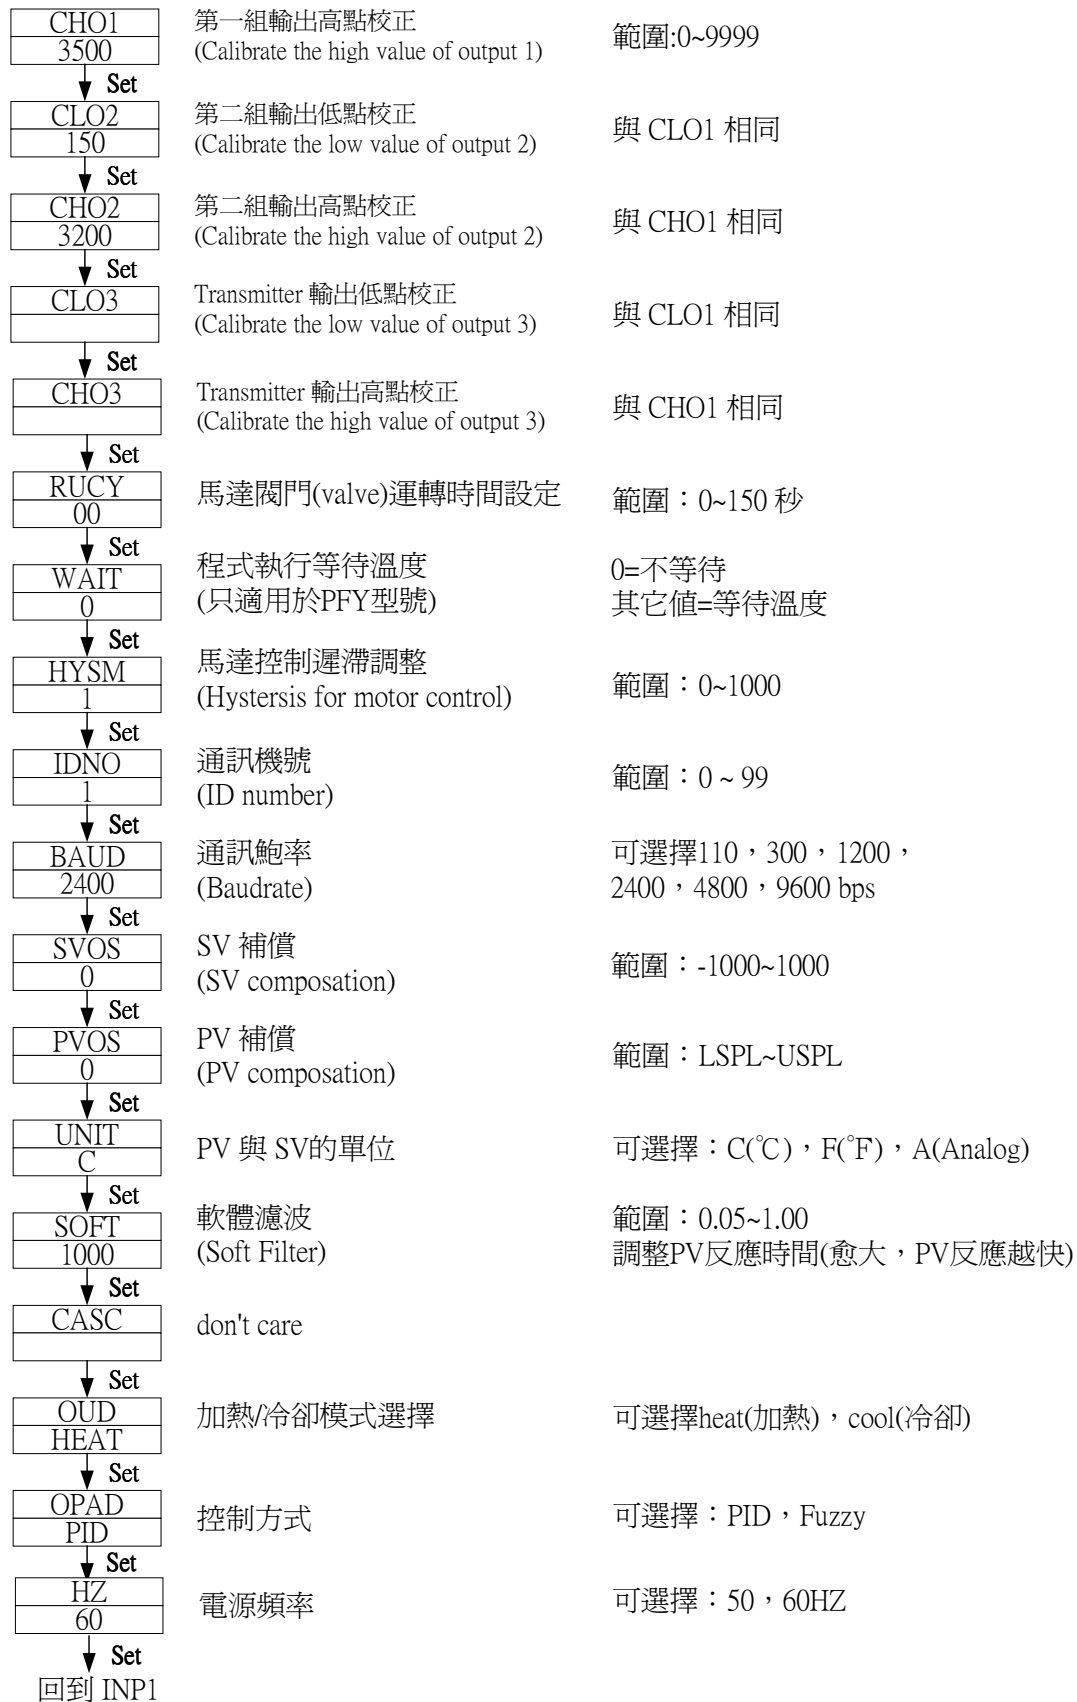 CHO1
3500
第一組輸出高點校正
(Calibrate the high value of output 1)
範圍:0~9999
Set
CLO2
150
第二組輸出低點校正
(Calibrate the low value of output 2)
與 CLO1 相同
Set
CHO2
3200
第二組輸出高點校正
(Calibrate the high value of output 2)
與 CHO1 相同
Set
CLO3
Transmitter 輸出低點校正
(Calibrate the low value of output 3)
與 CLO1 相同
Set
CHO3
Transmitter 輸出高點校正
(Calibrate the high value of output 3)
與 CHO1 相同
Set
RUCY
00
馬達閥門(valve)運轉時間設定
範圍：0~150 秒
Set
WAIT
0
程式執行等待溫度
(只適用於PFY型號)
0=不等待
其它值=等待溫度
Set
HYSM
1
馬達控制遲滯調整
(Hystersis for motor control)
範圍：0~1000
Set
IDNO
1
通訊機號
(ID number)
範圍：0 ~ 99
Set
BAUD
2400
通訊鮑率
(Baudrate)
可選擇110，300，1200，
2400，4800，9600 bps
Set
SVOS
0
SV 補償
(SV composation)
範圍：-1000~1000
Set
PVOS
0
PV 補償
(PV composation)
範圍：LSPL~USPL
Set
UNIT
C
PV 與 SV的單位
可選擇：C(℃)，F(℉)，A(Analog)
Set
SOFT
1000
軟體濾波
(Soft Filter)
範圍：0.05~1.00
調整PV反應時間(愈大，PV反應越快)
Set
CASC
don't care
Set
OUD
HEAT
加熱/冷卻模式選擇
可選擇heat(加熱)，cool(冷卻)
Set
OPAD
PID
控制方式
可選擇：PID，Fuzzy
Set
HZ
60
電源頻率
可選擇：50，60HZ
Set
回到 INP1